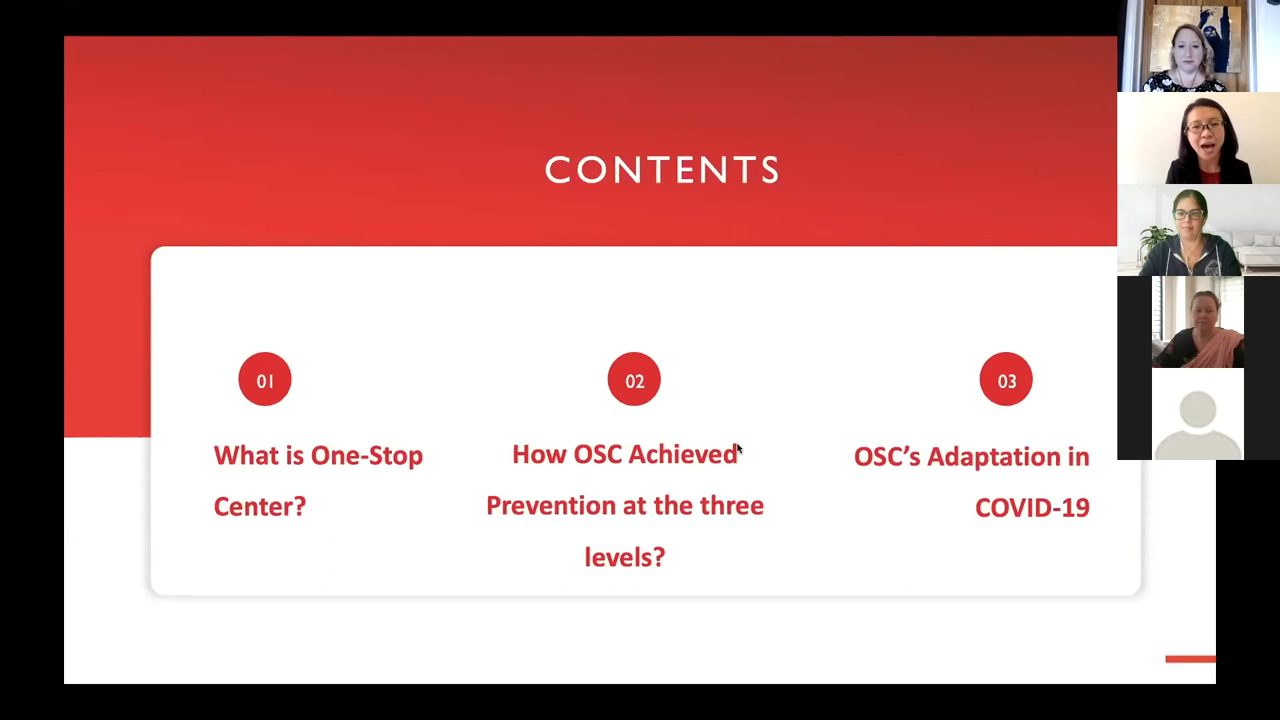 CONTENTS
01
What is One-Stop
Center?
02
How OSC Achieved
Prevention at the three
levels?
03
OSC’s Adaptation in
COVID-19